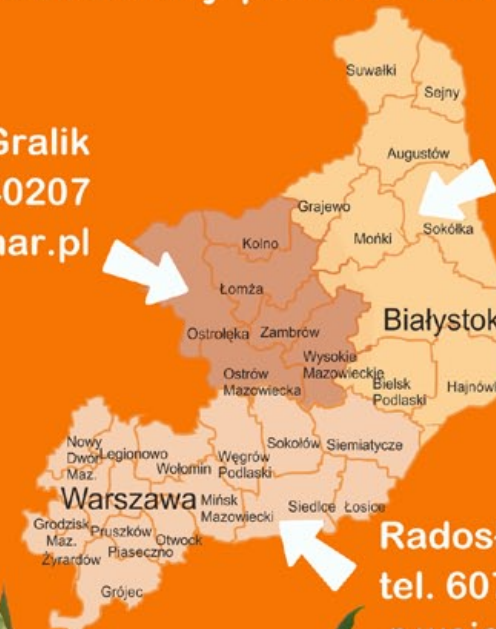 Gralik
0207
nar.pl
Suwałki
Sejny
Augustów
Grajewo
Mońki
Sokółka
Kolno
Łomża
Białystok
Ostrołęka
Zambrów
Wysokie
Mazowieckie
Ostrów
Mazowiecka
Bielsk
Podlaski
Hajnów
Nowy
Dwór
Maz.
Legionowo
Wołomin
Węgrów
Podlaski
Sokołów
Siemiatycze
Warszawa
Mińsk
Mazowiecki
Siedlce
Łosice
Grodzisk
Maz.
Pruszków
Otwock
Żyrardów
Piaseczno
Grójec
Rados
tel. 607